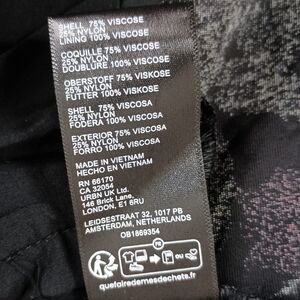 SHELL 75% VISCOSE
25% NYLON
LINING 100% VISCOSE
COQUILLE 75% VISCOSE
25% NYLON
DOUBLURE 100% VISCOSE
OBERSTOFF 75% VISKOSE
25% NYLON
FUTTER 100% VISKOSE
SHELL 75% VISCOSA
25% NYLON
FODERA 100% VISCOSA
EXTERIOR 75% VISCOSA
25% NYLON
FORRO 100% VISCOSA
MADE IN VIETNAM
HECHO EN VIETNAM
RN 66170
CA 32054
URBN UK Ltd.
146 Brick Lane,
LONDON, E1 6RU
LEIDSESTRAAT 32, 1017 PB
AMSTERDAM, NETHERLANDS
OB1869354
FR
OU
quefairedemesdechets.fr